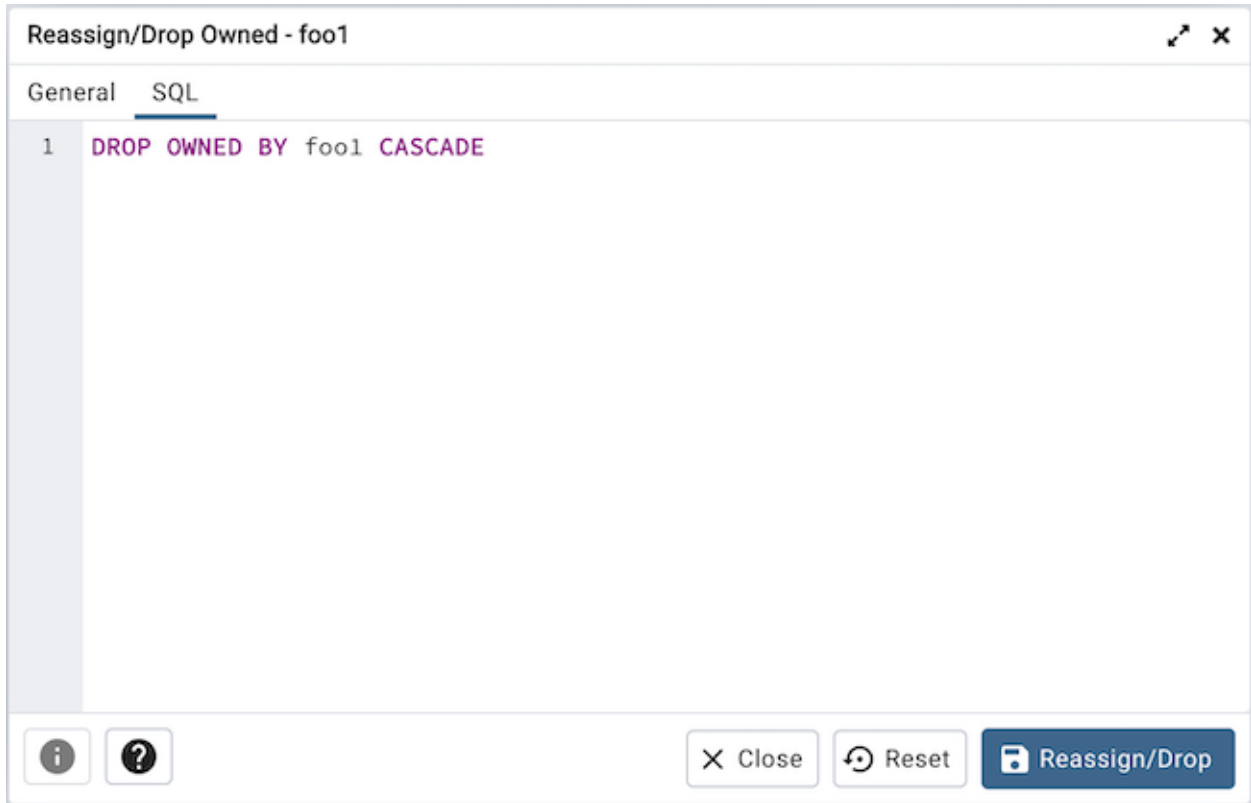 Reassign/Drop Owned - foo1
General SQL
1 DROP OWNED BY foo1 CASCADE
Close Reset Reassign/Drop